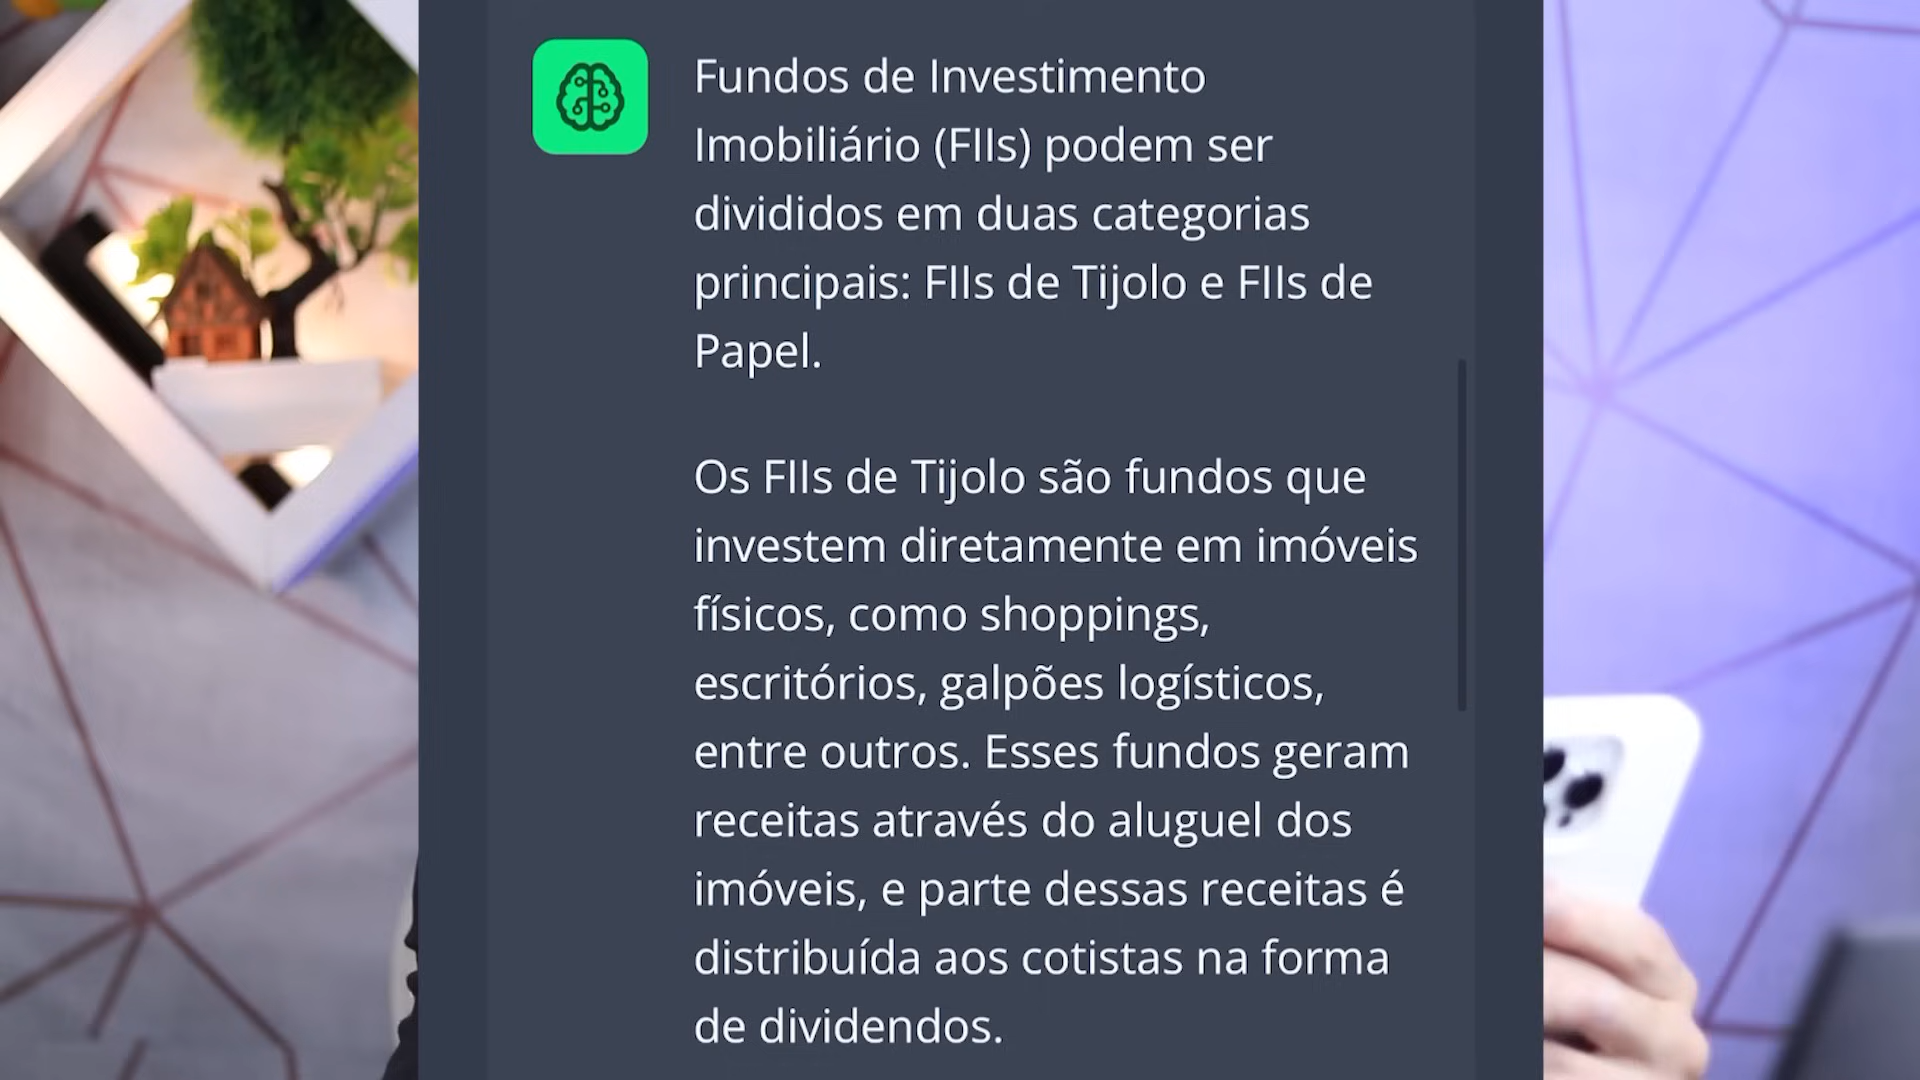 Fundos de Investimento
Imobiliário (FIIs) podem ser
divididos em duas categorias
principais: FIIs de Tijolo e FIIs de
Papel.
Os FIIs de Tijolo são fundos que
investem diretamente em imóveis
físicos, como shoppings,
escritórios, galpões logísticos,
entre outros. Esses fundos geram
receitas através do aluguel dos
imóveis, e parte dessas receitas é
distribuída aos cotistas na forma
de dividendos.